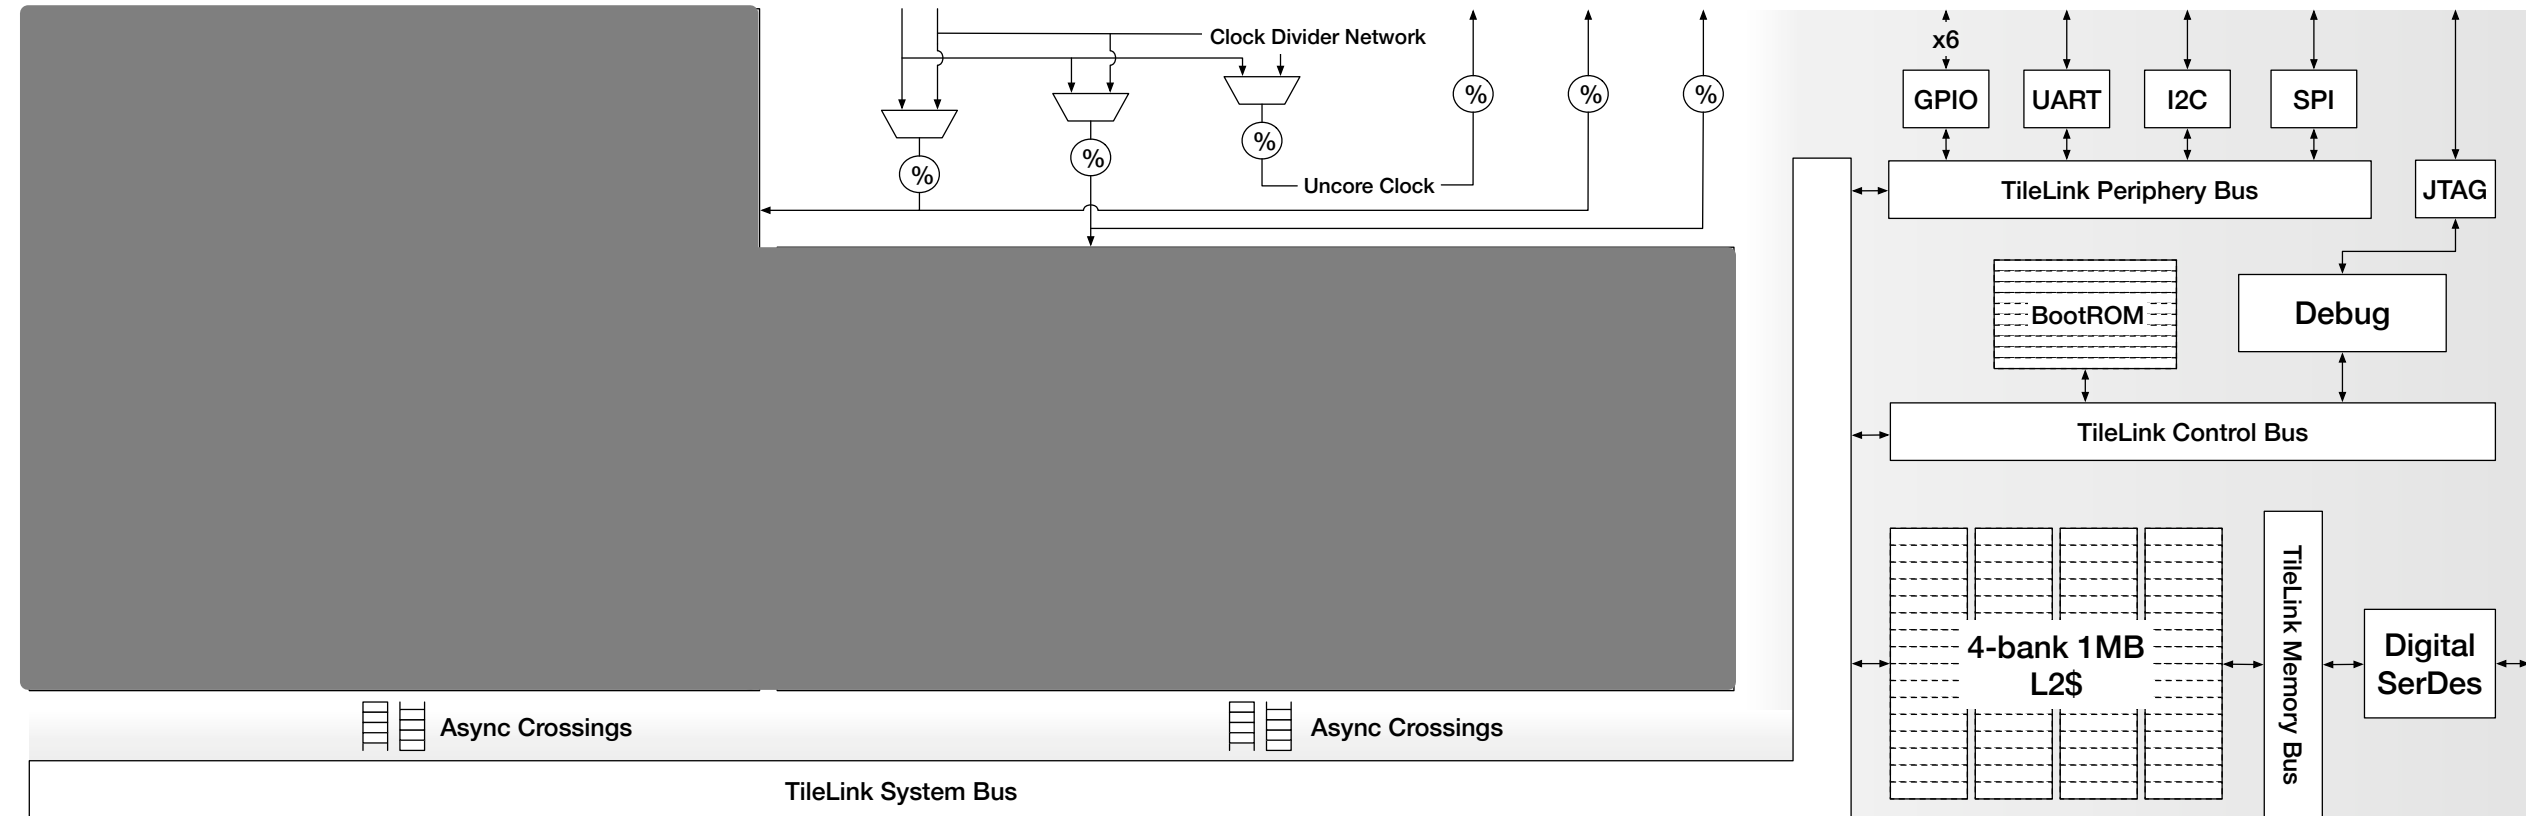 Clock Divider Network
%
%
%
%
%
%
Uncore Clock
x6
GPIO
UART
I2C
SPI
TileLink Periphery Bus
JTAG
BootROM
Debug
TileLink Control Bus
4-bank 1MB
L2$
TileLink Memory Bus
Digital
SerDes
Async Crossings
Async Crossings
TileLink System Bus